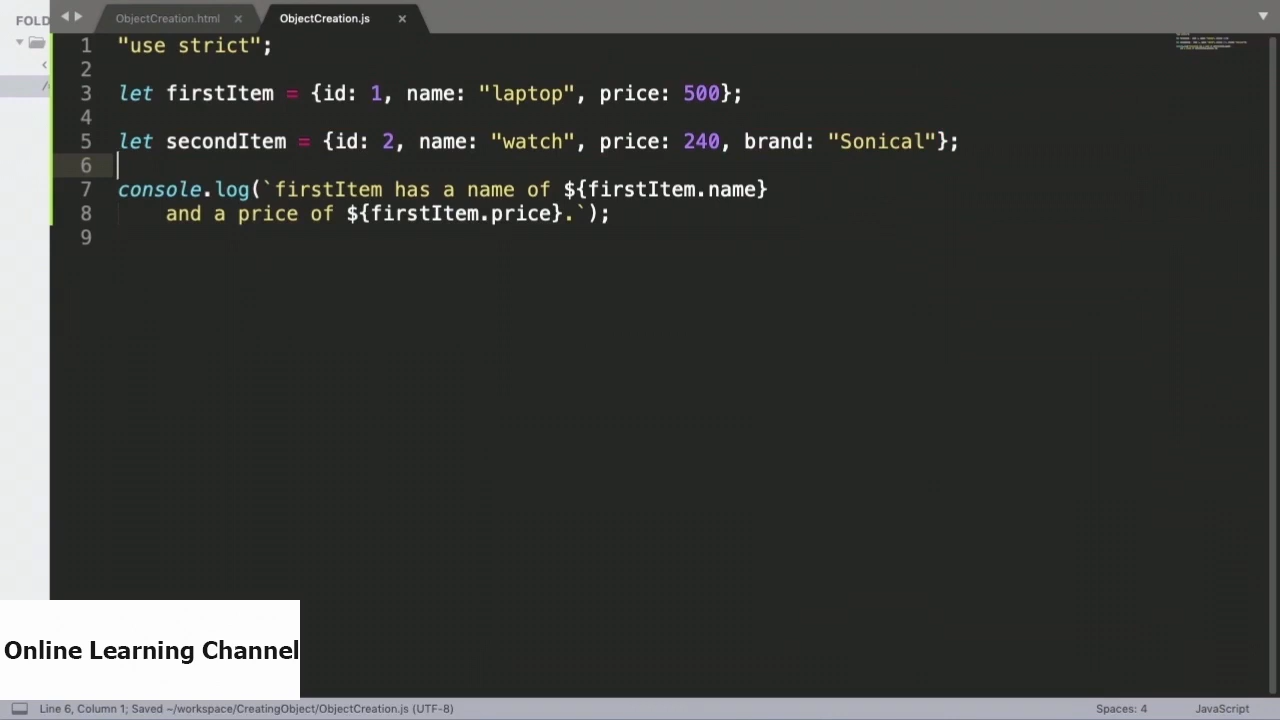 FOLD
ObjectCreation.html
ObjectCreation.js
1 "use strict";
2
3 let firstItem = {id: 1, name: "laptop", price: 500};
4
5 let secondItem = {id: 2, name: "watch", price: 240, brand: "Sonical"};
6
7 console.log(`firstItem has a name of ${firstItem.name}
8 and a price of ${firstItem.price}.`);
9
Online Learning Channel
Line 6, Column 1; Saved ~/workspace/CreatingObject/ObjectCreation.js (UTF-8)
Spaces: 4
JavaScript